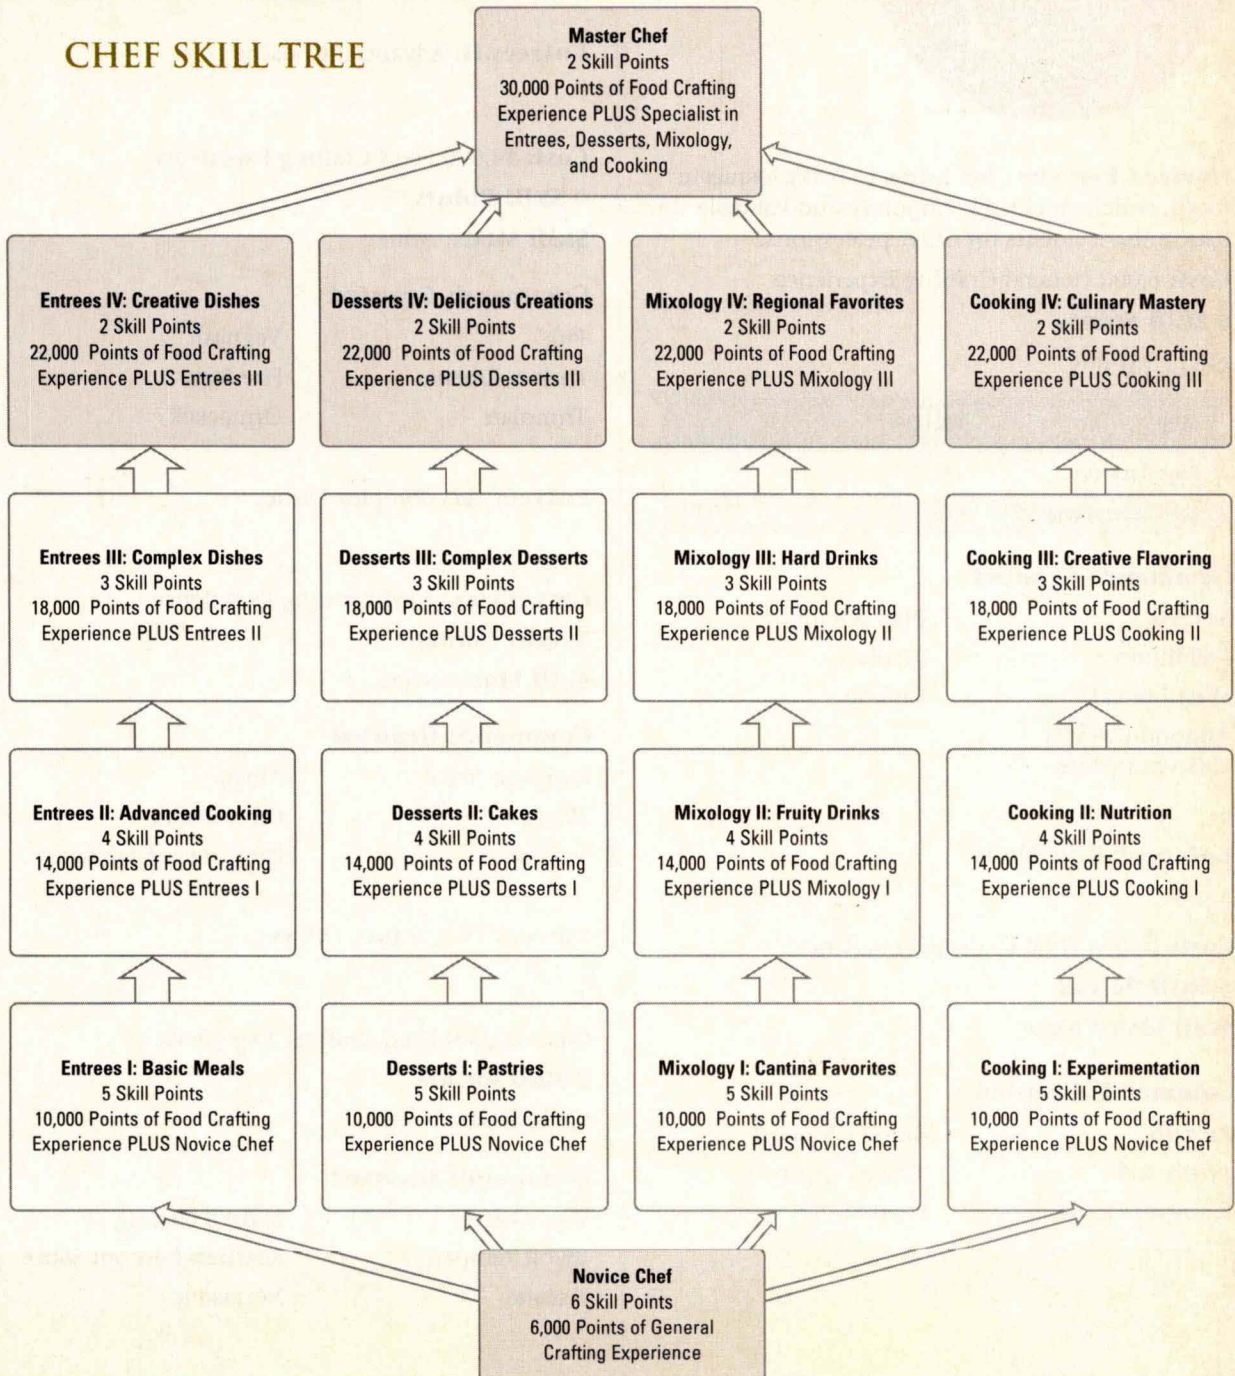 CHEF SKILL TREE
Master Chef
2 Skill Points
30,000 Points of Food Crafting
Experience PLUS Specialist in
Entrees, Desserts, Mixology,
and Cooking
Entrees IV: Creative Dishes
2 Skill Points
22,000 Points of Food Crafting
Experience PLUS Entrees III
Desserts IV: Delicious Creations
2 Skill Points
22,000 Points of Food Crafting
Experience PLUS Desserts III
Mixology IV: Regional Favorites
2 Skill Points
22,000 Points of Food Crafting
Experience PLUS Mixology III
Cooking IV: Culinary Mastery
2 Skill Points
22,000 Points of Food Crafting
Experience PLUS Cooking III
Entrees III: Complex Dishes
3 Skill Points
18,000 Points of Food Crafting
Experience PLUS Entrees II
Desserts III: Complex Desserts
3 Skill Points
18,000 Points of Food Crafting
Experience PLUS Desserts II
Mixology III: Hard Drinks
3 Skill Points
18,000 Points of Food Crafting
Experience PLUS Mixology II
Cooking III: Creative Flavoring
3 Skill Points
18,000 Points of Food Crafting
Experience PLUS Cooking II
Entrees II: Advanced Cooking
4 Skill Points
14,000 Points of Food Crafting
Experience PLUS Entrees I
Desserts II: Cakes
4 Skill Points
14,000 Points of Food Crafting
Experience PLUS Desserts I
Mixology II: Fruity Drinks
4 Skill Points
14,000 Points of Food Crafting
Experience PLUS Mixology I
Cooking II: Nutrition
4 Skill Points
14,000 Points of Food Crafting
Experience PLUS Cooking I
Entrees I: Basic Meals
5 Skill Points
10,000 Points of Food Crafting
Experience PLUS Novice Chef
Desserts I: Pastries
5 Skill Points
10,000 Points of Food Crafting
Experience PLUS Novice Chef
Mixology I: Cantina Favorites
5 Skill Points
10,000 Points of Food Crafting
Experience PLUS Novice Chef
Cooking I: Experimentation
5 Skill Points
10,000 Points of Food Crafting
Experience PLUS Novice Chef
Novice Chef
6 Skill Points
6,000 Points of General
Crafting Experience